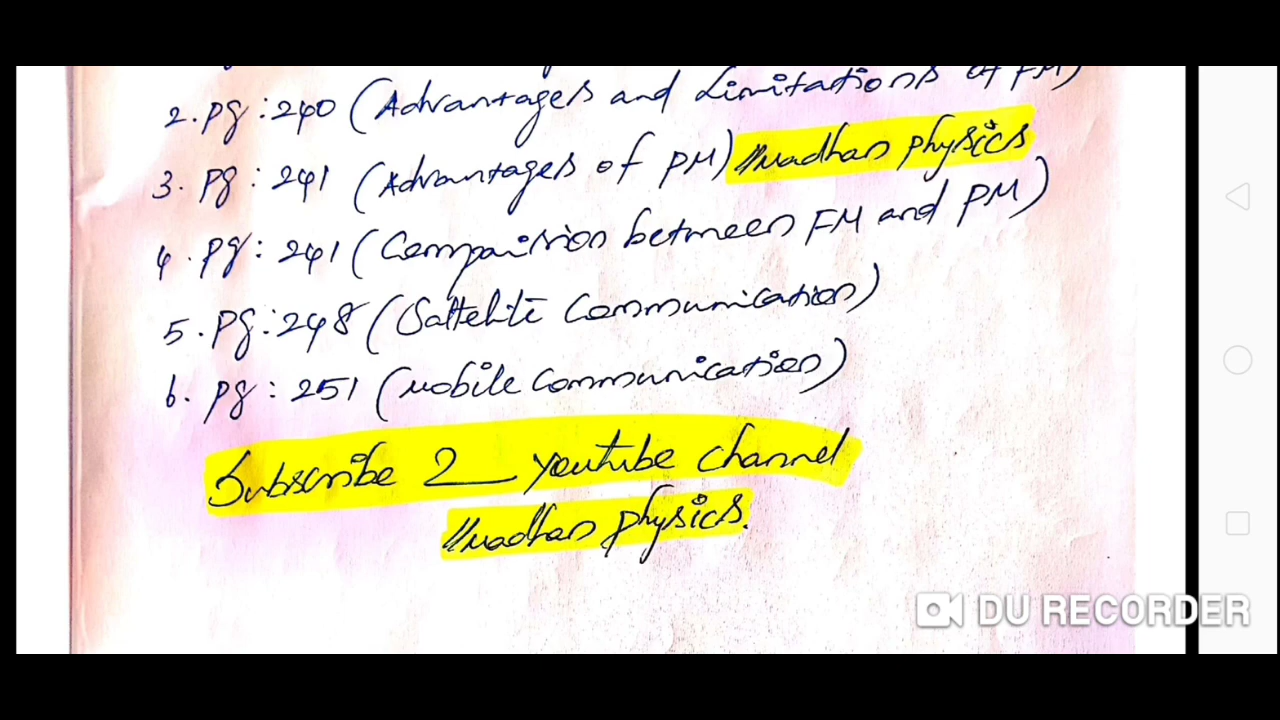 2. Pg : 240 (Advantages and Limitations of FM)
3. Pg : 241 (Advantages of PM) Madhan physics
4. Pg : 241 (Comparision between FM and PM)
5. Pg : 248 (Sattelite Communication)
6. Pg : 251 (Mobile Communication)
Subscribe 2 youtube channel
Madhan physics.
DU RECORDER